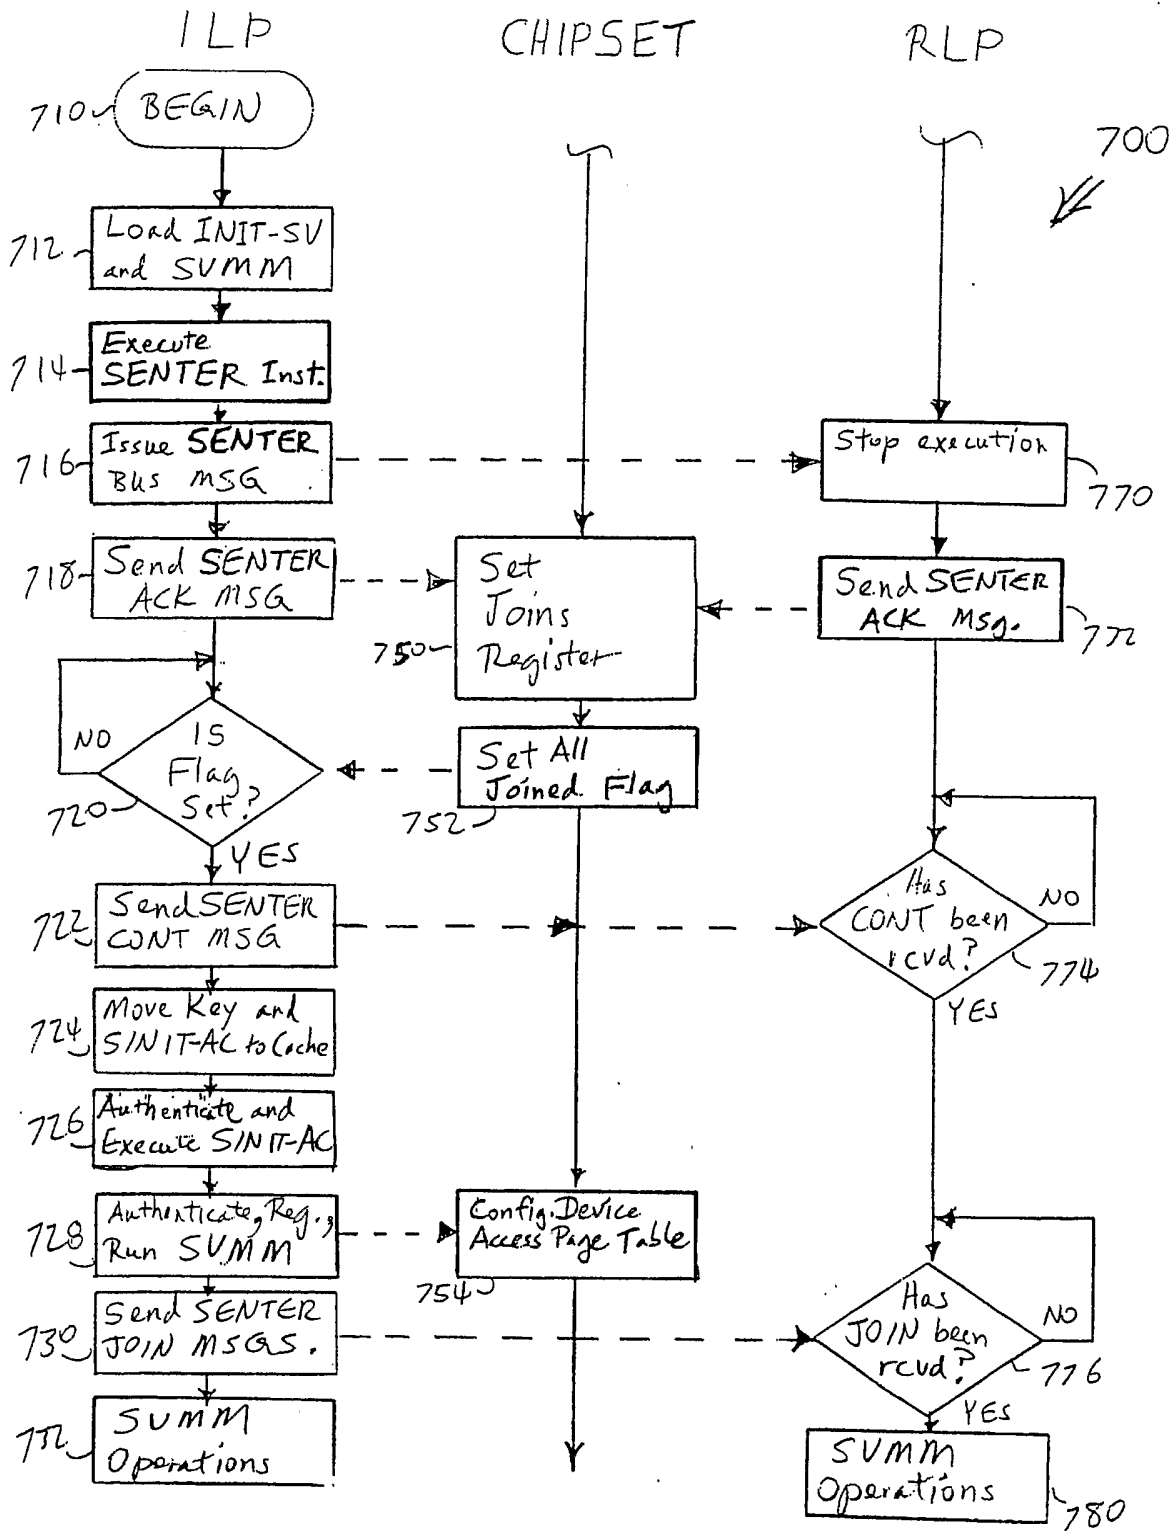 ILP
CHIPSET
RLP
700
710
BEGIN
712
Load INIT-SV
and SVMM
714
Execute
SENTER Inst.
716
Issue SENTER
BUS MSG
718
Send SENTER
ACK MSG
720
IS
Flag
Set?
NO
YES
722
Send SENTER
CONT MSG
724
Move Key and
SINIT-AC to Cache
726
Authenticate and
Execute SINIT-AC
728
Authenticate, Reg.,
Run SVMM
730
Send SENTER
JOIN MSGS.
732
SVMM
Operations
750
Set
Joins
Register
752
Set All
Joined Flag
754
Config. Device
Access Page Table
Stop execution
770
Send SENTER
ACK Msg.
772
Has
CONT been
rcvd?
NO
774
YES
Has
JOIN been
rcvd?
NO
776
YES
SVMM
Operations
780